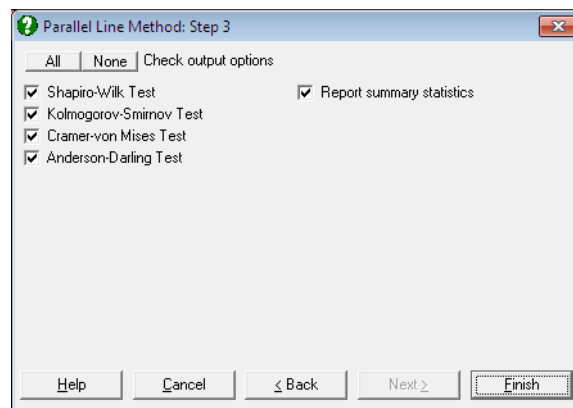 Parallel Line Method: Step 3
All None Check output options
Shapiro-Wilk Test
Report summary statistics
Kolmogorov-Smirnov Test
Cramer-von Mises Test
Anderson-Darling Test
Help Cancel < Back Next > Finish